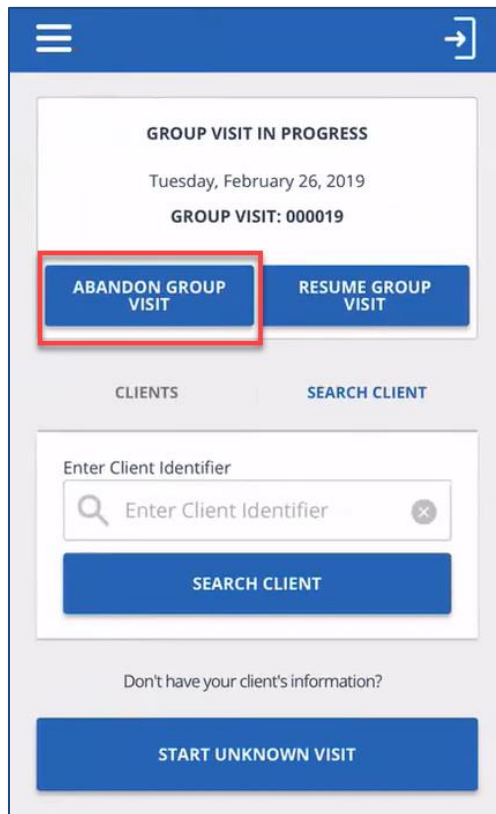 GROUP VISIT IN PROGRESS
Tuesday, February 26, 2019
GROUP VISIT: 000019
ABANDON GROUP
VISIT
RESUME GROUP
VISIT
CLIENTS
SEARCH CLIENT
Enter Client Identifier
Enter Client Identifier
SEARCH CLIENT
Don't have your client's information?
START UNKNOWN VISIT